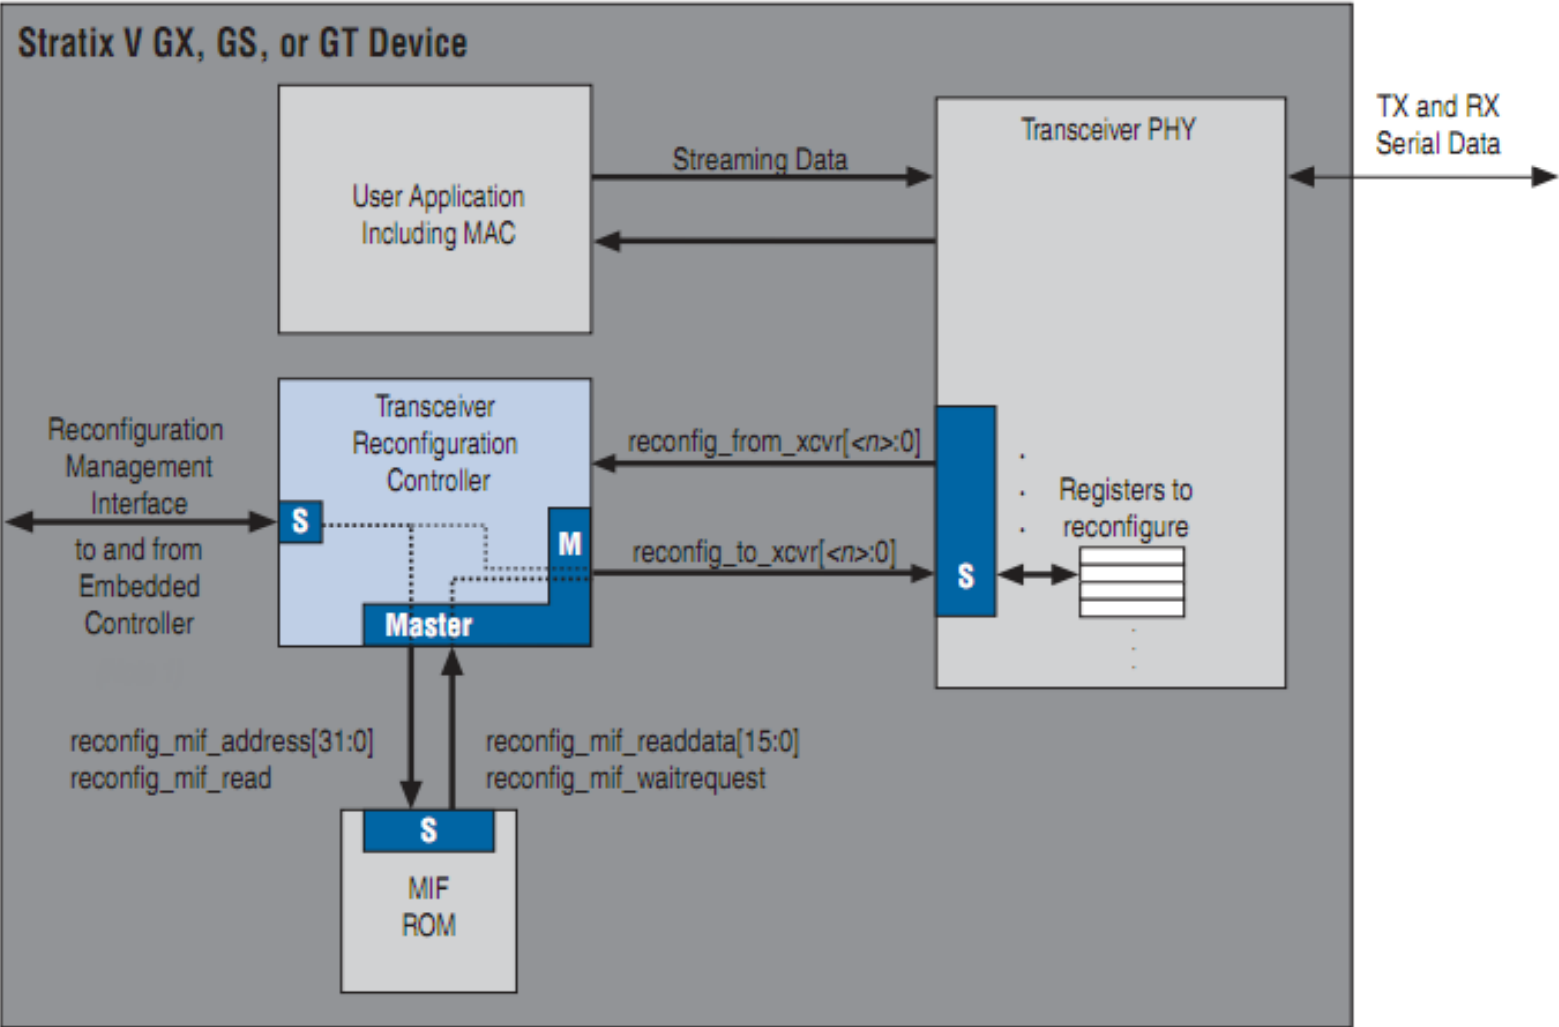 Stratix V GX, GS, or GT Device
User Application
Including MAC
Streaming Data
Transceiver PHY
TX and RX
Serial Data
Transceiver
Reconfiguration
Controller
S
M
Master
Reconfiguration
Management
Interface
to and from
Embedded
Controller
reconfig_from_xcvr[<n>:0]
reconfig_to_xcvr[<n>:0]
S
Registers to
reconfigure
reconfig_mif_address[31:0]
reconfig_mif_read
reconfig_mif_readdata[15:0]
reconfig_mif_waitrequest
S
MIF
ROM